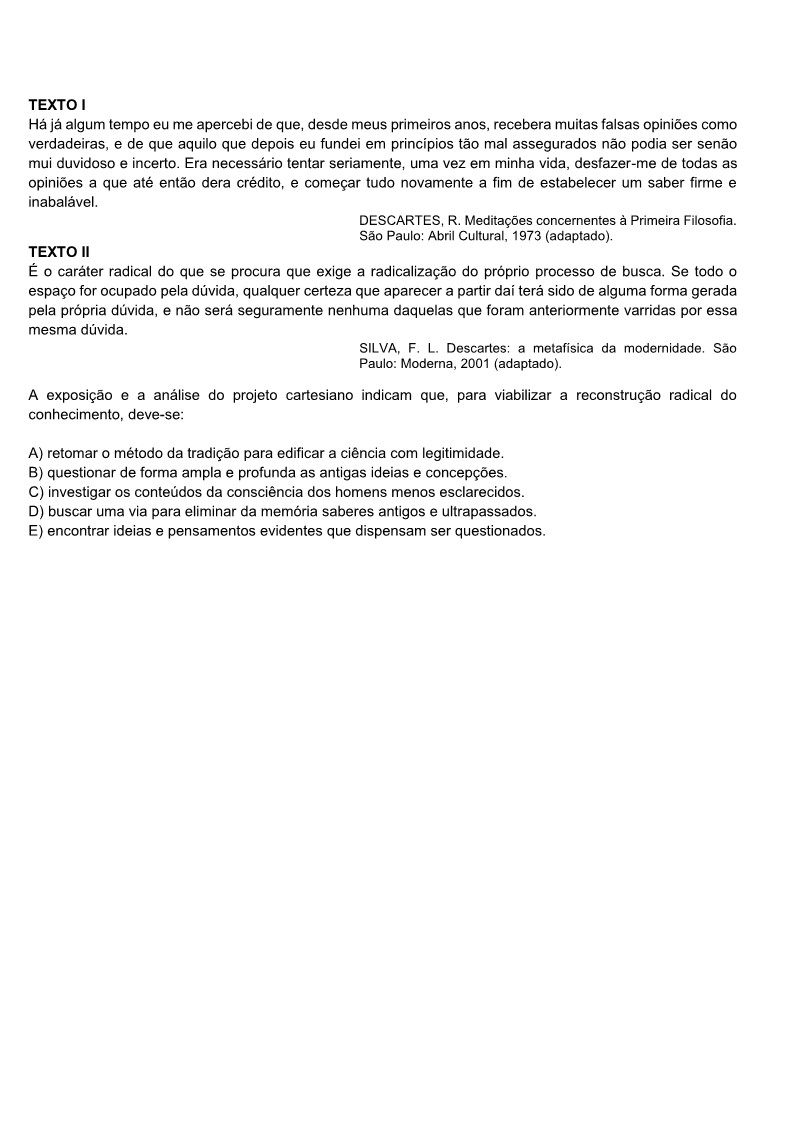 TEXTO I
Há já algum tempo eu me apercebi de que, desde meus primeiros anos, recebera muitas falsas opiniões como
verdadeiras, e de que aquilo que depois eu fundei em princípios tão mal assegurados não podia ser senão
mui duvidoso e incerto. Era necessário tentar seriamente, uma vez em minha vida, desfazer-me de todas as
opiniões a que até então dera crédito, e começar tudo novamente a fim de estabelecer um saber firme e
inabalável.
DESCARTES, R. Meditações concernentes à Primeira Filosofia.
São Paulo: Abril Cultural, 1973 (adaptado).
TEXTO II
É o caráter radical do que se procura que exige a radicalização do próprio processo de busca. Se todo o
espaço for ocupado pela dúvida, qualquer certeza que aparecer a partir daí terá sido de alguma forma gerada
pela própria dúvida, e não será seguramente nenhuma daquelas que foram anteriormente varridas por essa
mesma dúvida.
SILVA, F. L. Descartes: a metafísica da modernidade. São
Paulo: Moderna, 2001 (adaptado).
A exposição e a análise do projeto cartesiano indicam que, para viabilizar a reconstrução radical do
conhecimento, deve-se:
A) retomar o método da tradição para edificar a ciência com legitimidade.
B) questionar de forma ampla e profunda as antigas ideias e concepções.
C) investigar os conteúdos da consciência dos homens menos esclarecidos.
D) buscar uma via para eliminar da memória saberes antigos e ultrapassados.
E) encontrar ideias e pensamentos evidentes que dispensam ser questionados.